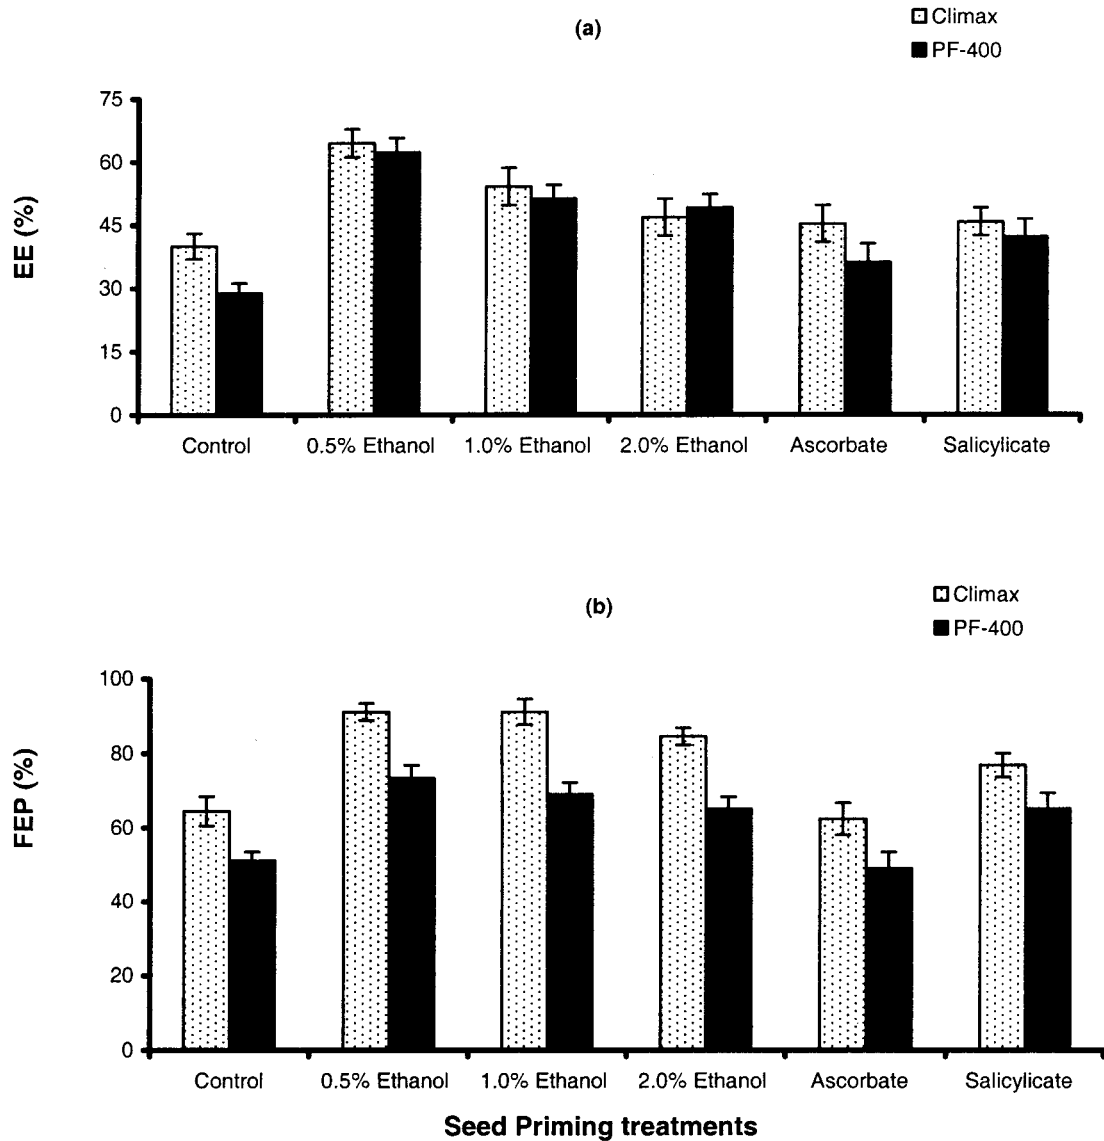 (a)
Climax
PF-400
75
60
45
30
15
0
EE (%)
Control 0.5% Ethanol 1.0% Ethanol 2.0% Ethanol Ascorbate Salicylicate
(b)
Climax
PF-400
100
80
60
40
20
0
FEP (%)
Control 0.5% Ethanol 1.0% Ethanol 2.0% Ethanol Ascorbate Salicylicate
Seed Priming treatments